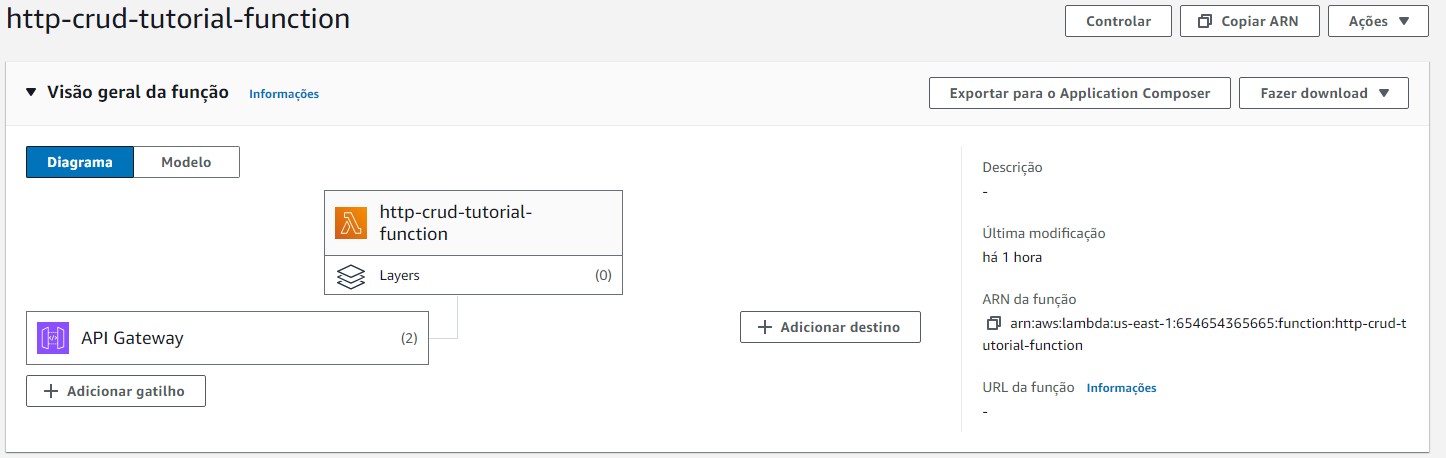 http-crud-tutorial-function
Controlar
Copiar ARN
Ações
Visão geral da função
Informações
Exportar para o Application Composer
Fazer download
Diagrama
Modelo
http-crud-tutorial-
function
Layers
(0)
API Gateway
(2)
Adicionar gatilho
Adicionar destino
Descrição
-
Última modificação
há 1 hora
ARN da função
arn:aws:lambda:us-east-1:654654365665:function:http-crud-t
utorial-function
URL da função
Informações
-